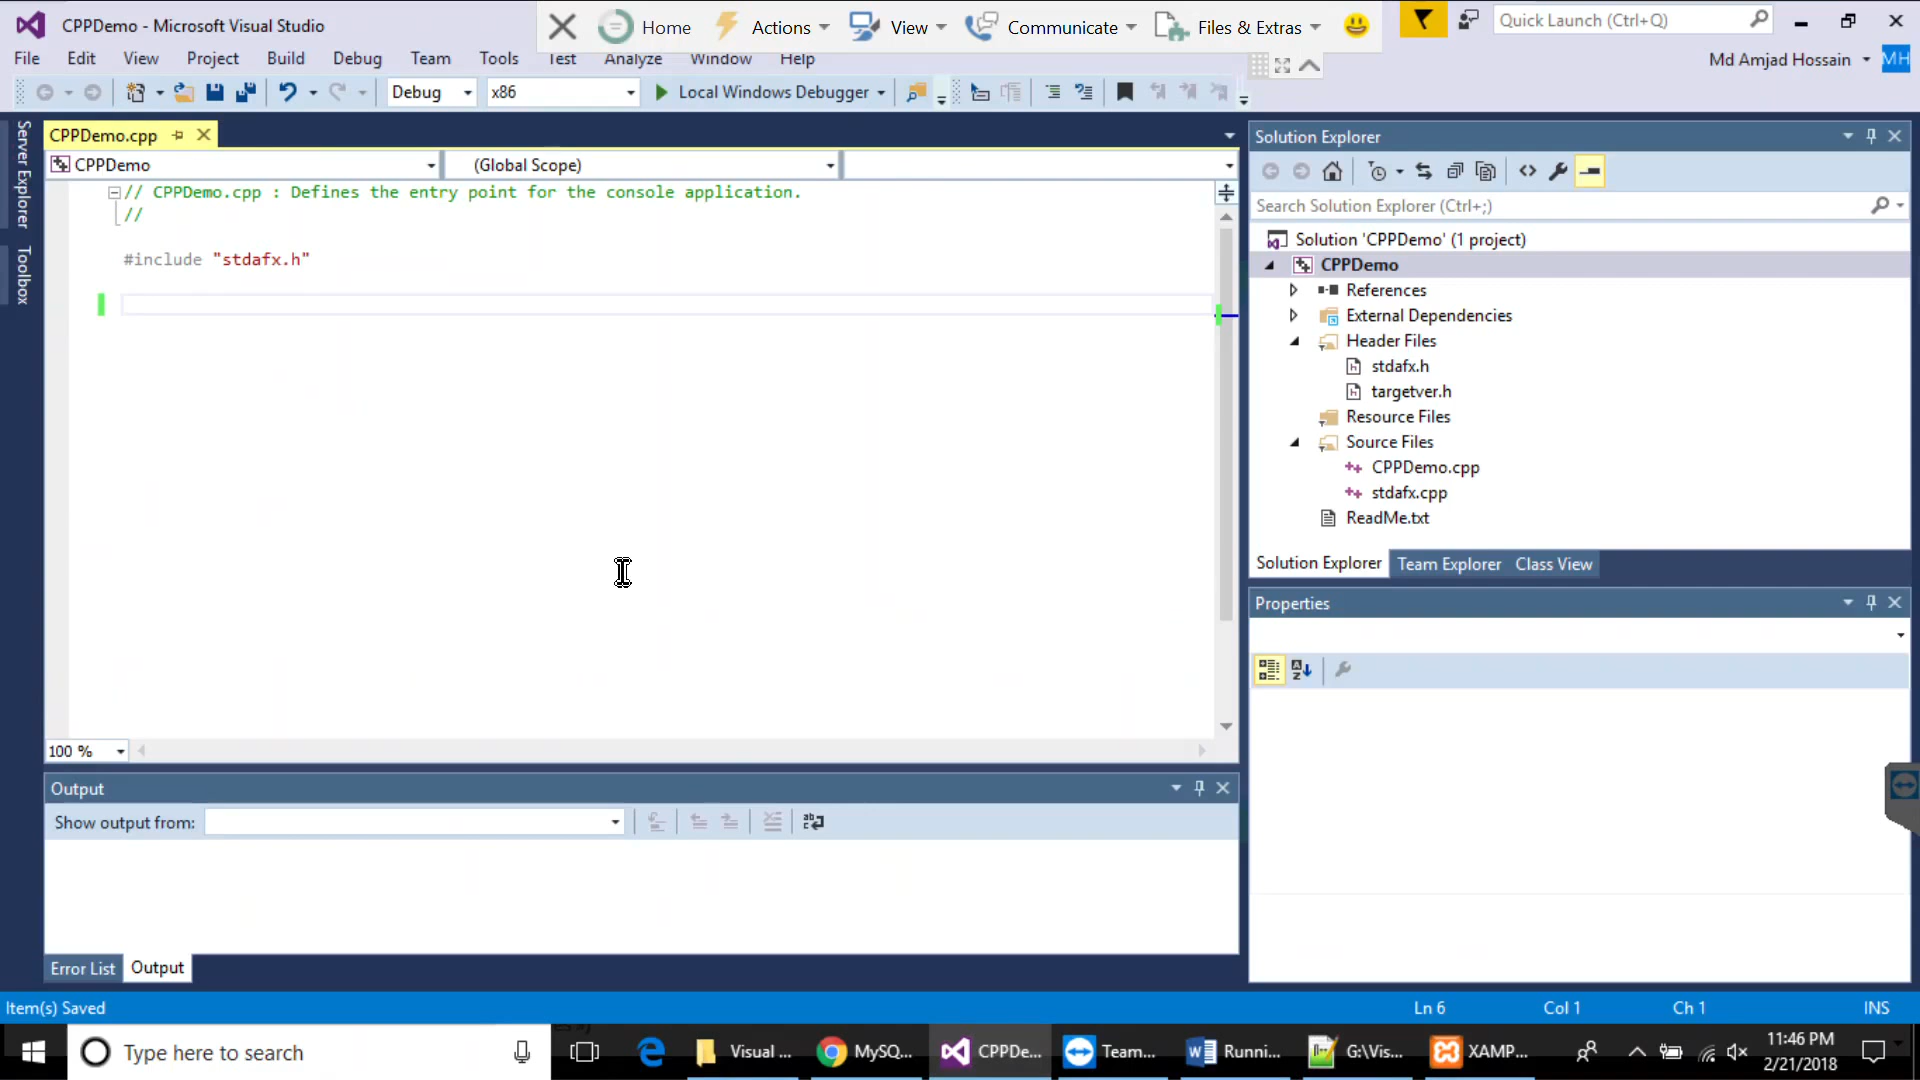 CPPDemo - Microsoft Visual Studio
Home
Actions
View
Communicate
Files & Extras
Quick Launch (Ctrl+Q)
File
Edit
View
Project
Build
Debug
Team
Tools
Test
Analyze
Window
Help
Md Amjad Hossain
MH
Debug
x86
Local Windows Debugger
Server Explorer
Toolbox
CPPDemo.cpp
CPPDemo
(Global Scope)
// CPPDemo.cpp : Defines the entry point for the console application.
//
#include "stdafx.h"
100 %
Solution Explorer
Search Solution Explorer (Ctrl+;)
Solution 'CPPDemo' (1 project)
CPPDemo
References
External Dependencies
Header Files
stdafx.h
targetver.h
Resource Files
Source Files
CPPDemo.cpp
stdafx.cpp
ReadMe.txt
Solution Explorer
Team Explorer
Class View
Properties
Output
Show output from:
Error List
Output
Item(s) Saved
Ln 6
Col 1
Ch 1
INS
Type here to search
Visual ...
MySQ...
CPPDe...
Team...
Runni...
G:\Vis...
XAMP...
11:46 PM
2/21/2018